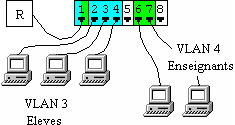 R
1 2 3 4 5 6 7 8
VLAN 4
Enseignants
VLAN 3
Eleves